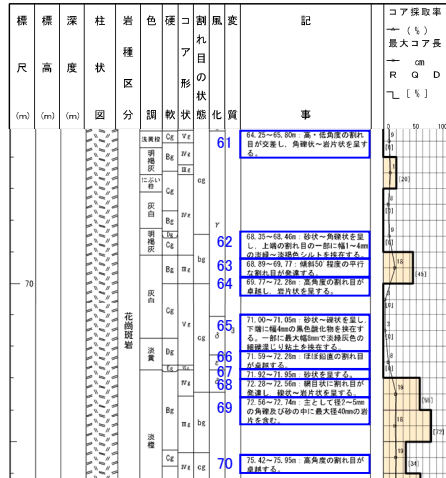 標尺
(m)
標高
(m)
深度
(m)
柱状図
岩種区分
色調
硬軟
コア形状
割れ目の状態
風化
変質
記事
コア採取率
(%)
最大コア長
cm
R Q D
[%]
0 50 100
70
花崗斑岩
浅黄橙
明褐灰
にぶい橙
灰白
明褐灰
灰白
淡黄
淡橙
Cg
Bg
Cg
Bg
Cg
Bg
Cg
Dg
Cg
Bg
Cg
Vg
Ⅳg
Ⅲg
Ⅳg
Ⅲg
Vg
Ⅳg
Ⅲg
Ⅳg
cg
bg
cg
bg
cg
γ
δ
3
61
64.25~65.80m:高・低角度の割れ
目が交差し、角礫状~岩片状を呈す
る。
62
68.35~68.46m:砂状~角礫状を呈
し、上端の割れ目の一部に幅1~4mm
の淡緑~淡褐色シルトを挟在する。
63
68.89~69.77m:傾斜50°程度の平行
な割れ目が発達する。
64
69.77~72.28m:高角度の割れ目が
卓越し、岩片状を呈する。
65
71.00~71.05m:砂状~礫状を呈し、
下端に幅4mmの黒色酸化物を挟在す
る。一部に最大幅8mmで淡緑灰色の
細礫混じり粘土を挟在する。
66
71.59~72.28m:ほぼ鉛直の割れ目
が卓越する。
67
71.92~71.95m:砂状を呈する。
68
72.28~72.56m:網目状に割れ目が
発達し、礫状~岩片状を呈する。
69
72.56~72.74m:主として径2~5mm
の角礫及び砂の中に最大径40mmの岩
片を含む。
70
75.42~75.95m:高角度の割れ目が
卓越する。
[0]
[20]
[0]
18
[45]
[0]
[0]
19
18
[72]
19
[34]